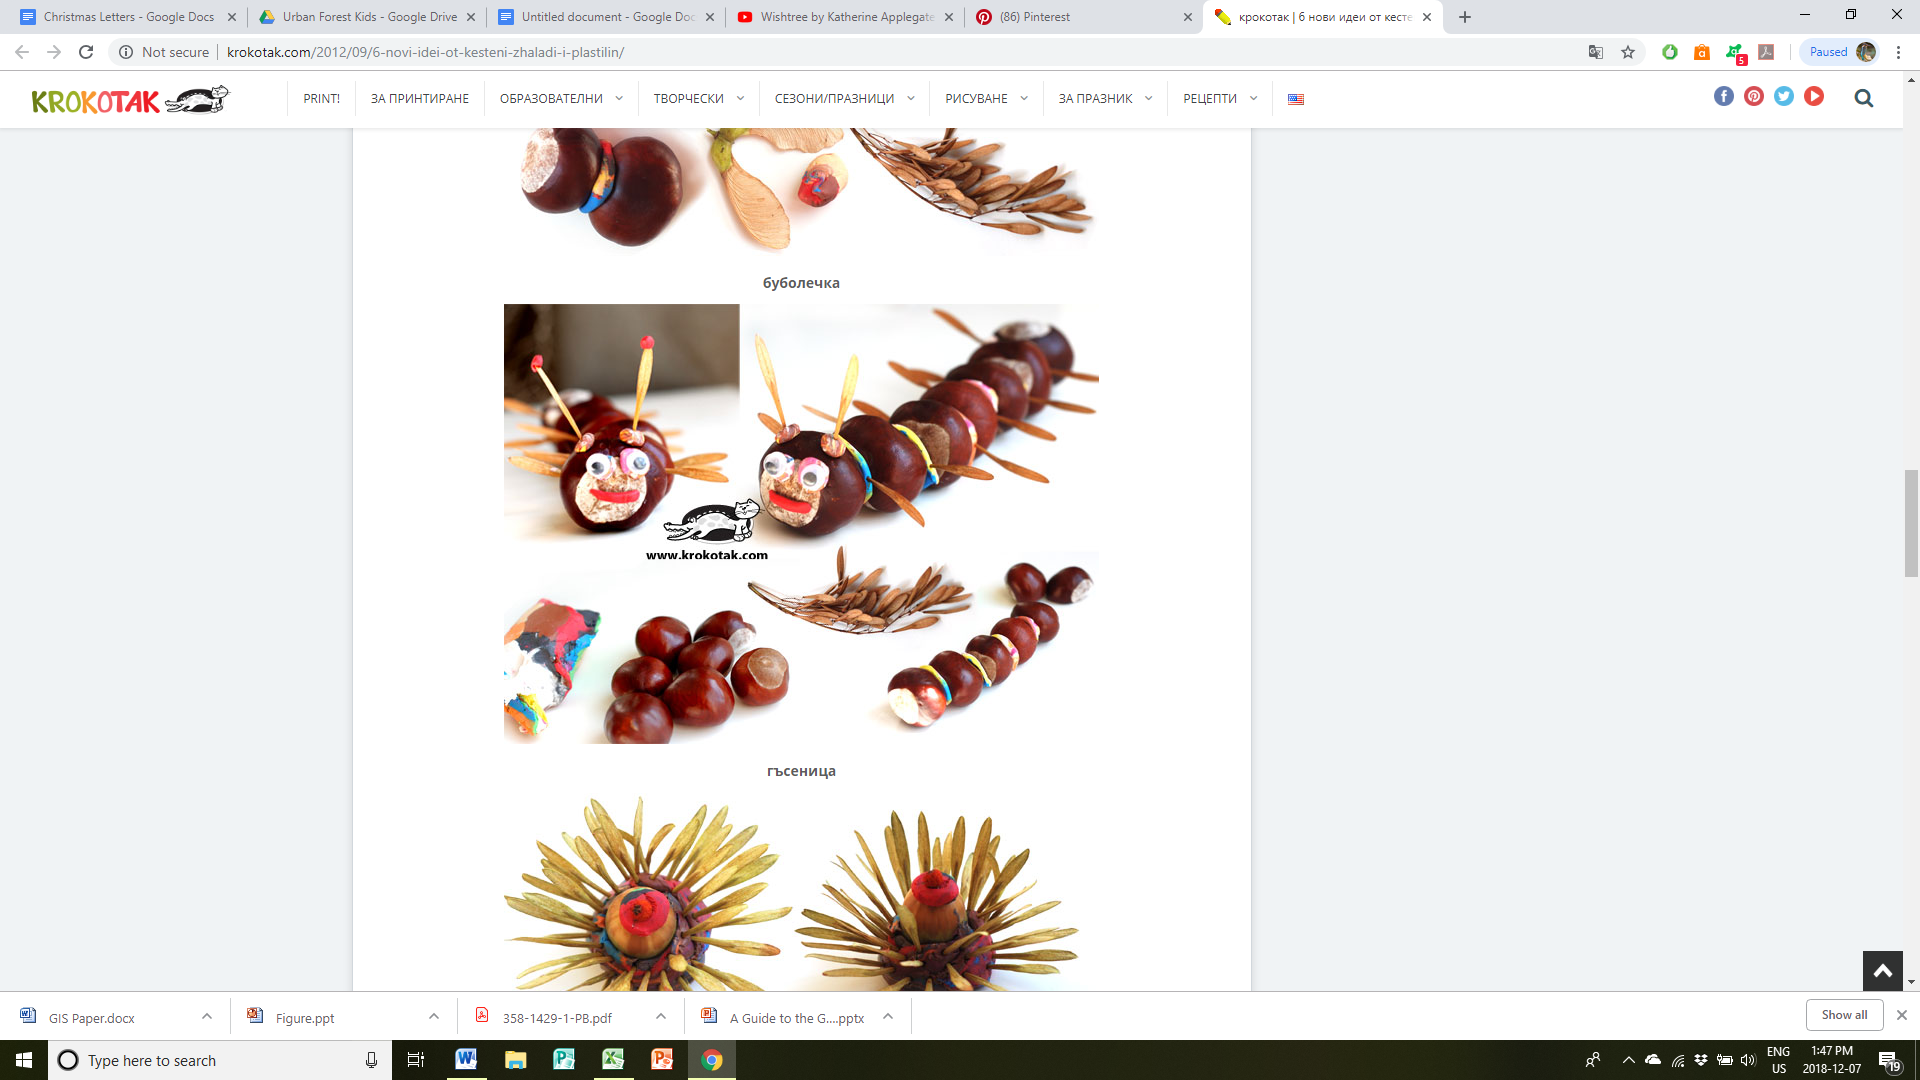 Christmas Letters - Google Docs
Urban Forest Kids - Google Drive
Untitled document - Google Doc
Wishtree by Katherine Applegate
(86) Pinterest
крокотак | 6 нови идеи от кесте
Not secure
krokotak.com/2012/09/6-novi-idei-ot-kesteni-zhaladi-i-plastilin/
5
Paused
KROKOTAK
PRINT!
ЗА ПРИНТИРАНЕ
ОБРАЗОВАТЕЛНИ
ТВОРЧЕСКИ
СЕЗОНИ/ПРАЗНИЦИ
РИСУВАНЕ
ЗА ПРАЗНИК
РЕЦЕПТИ
буболечка
www.krokotak.com
гъсеница
GIS Paper.docx
Figure.ppt
358-1429-1-PB.pdf
A Guide to the G....pptx
Show all
Type here to search
ENG
US
1:47 PM
2018-12-07
19